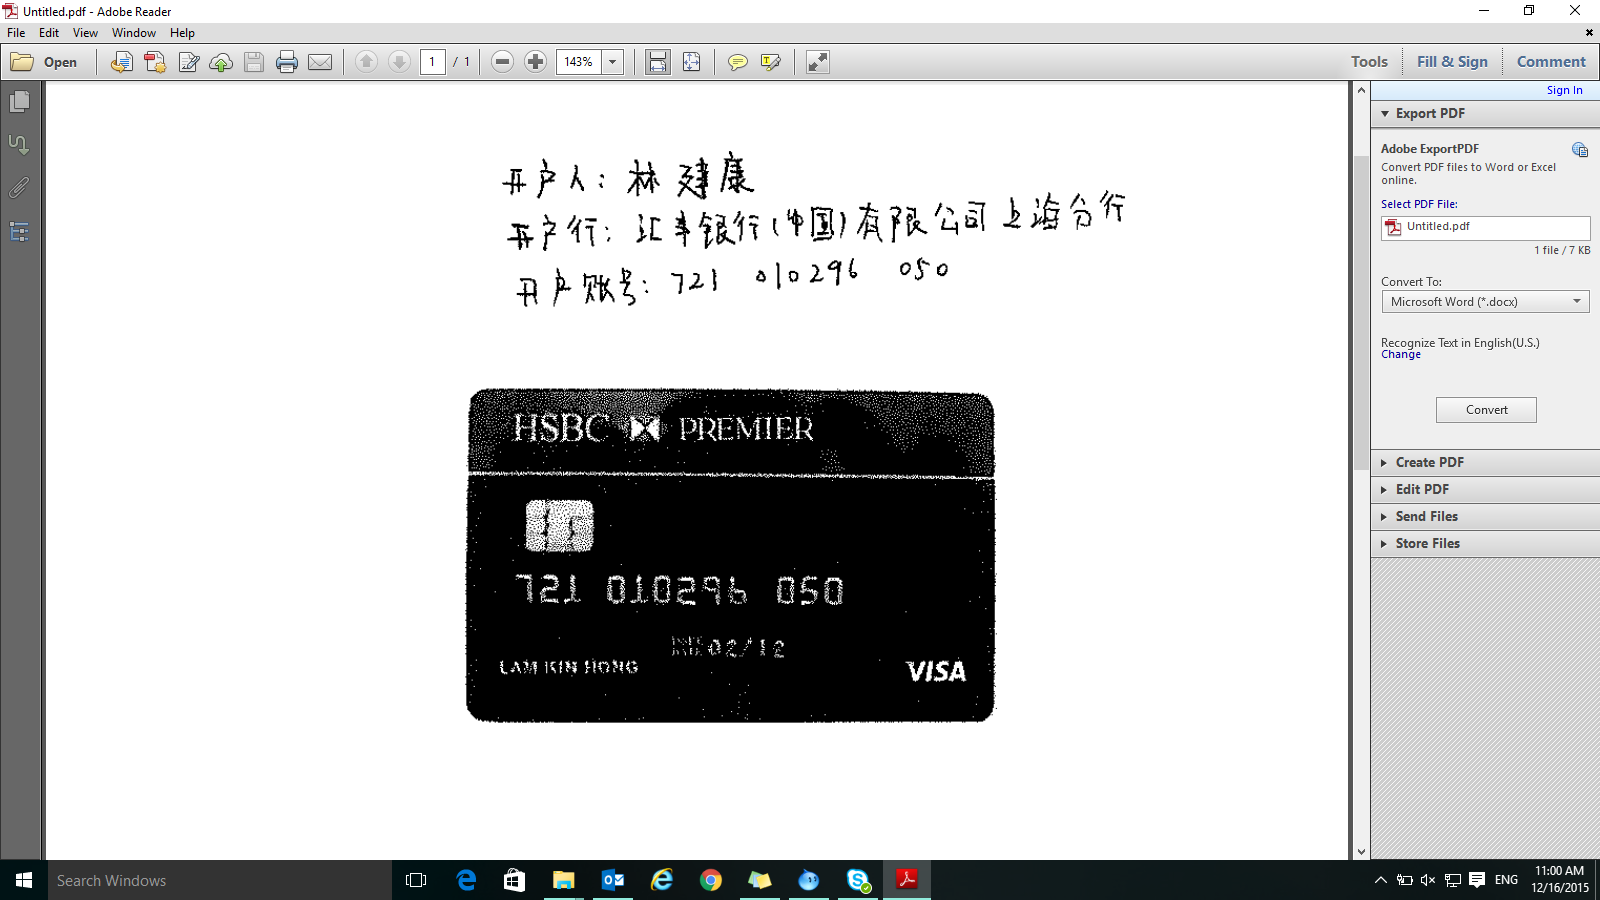 Untitled.pdf - Adobe Reader
File Edit View Window Help
Open 1 / 1 143% Tools Fill & Sign Comment
Sign In
Export PDF
Adobe ExportPDF
Convert PDF files to Word or Excel
online.
Select PDF File:
Untitled.pdf
1 file / 7 KB
Convert To:
Microsoft Word (*.docx)
Recognize Text in English(U.S.)
Change
Convert
Create PDF
Edit PDF
Send Files
Store Files
开户人: 林建康
开户行: 汇丰银行(中国)有限公司上海分行
开户账号: 721 010296 050
HSBC PREMIER
721 010296 050
02/12
LAM KIN HONG
VISA
Search Windows
ENG
11:00 AM
12/16/2015